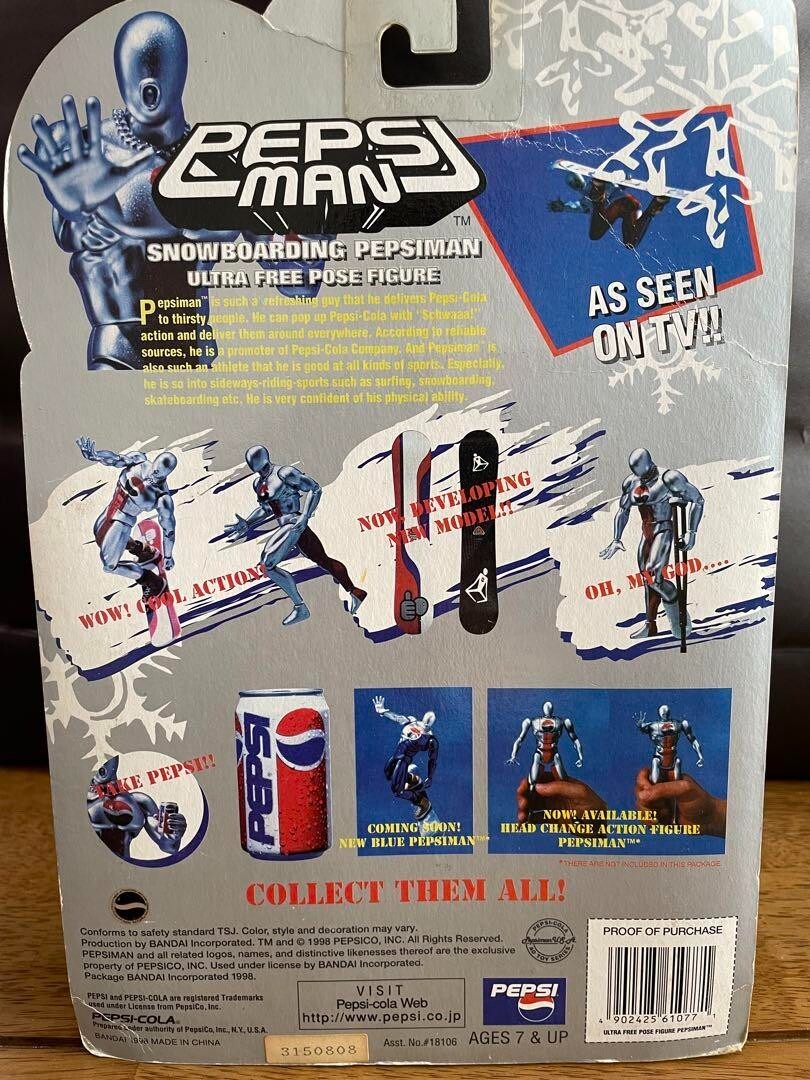 PEPSI
MAN
TM
SNOWBOARDING PEPSIMAN
ULTRA FREE POSE FIGURE
Pepsiman™ is such a refreshing guy that he delivers Pepsi-Cola
to thirsty people. He can pop up Pepsi-Cola with "Schwaaa!"
action and deliver them around everywhere. According to reliable
sources, he is a promoter of Pepsi-Cola Company. And Pepsiman™ is
also such an athlete that he is good at all kinds of sports. Especially,
he is so into sideways-riding-sports such as surfing, snowboarding,
skateboarding etc. He is very confident of his physical ability.
AS SEEN
ON TV!!
WOW! COOL ACTION!
NOW, DEVELOPING
NEW MODEL!!
OH, MY GOD....
TAKE PEPSI!!
PEPSI
COMING SOON!
NEW BLUE PEPSIMAN™*
NOW! AVAILABLE!
HEAD CHANGE ACTION FIGURE
PEPSIMAN™*
*THERE ARE NOT INCLUDED IN THIS PACKAGE
COLLECT THEM ALL!
Conforms to safety standard TSJ. Color, style and decoration may vary.
Production by BANDAI Incorporated. TM and © 1998 PEPSICO, INC. All Rights Reserved.
PEPSIMAN and all related logos, names, and distinctive likenesses thereof are the exclusive
property of PEPSICO, INC. Used under license by BANDAI Incorporated.
Package BANDAI Incorporated 1998.
PEPSI and PEPSI-COLA are registered Trademarks
used under License from PepsiCo, Inc.
PEPSI-COLA®
Prepared under authority of PepsiCo, Inc., N.Y., U.S.A.
BANDAI 1998 MADE IN CHINA
3150808
VISIT
Pepsi-cola Web
http://www.pepsi.co.jp
Asst. No.#18106
PEPSI-COLA
TOY SERIES
PEPSI
AGES 7 & UP
PROOF OF PURCHASE
4 902425 61077 1
ULTRA FREE POSE FIGURE PEPSIMAN™